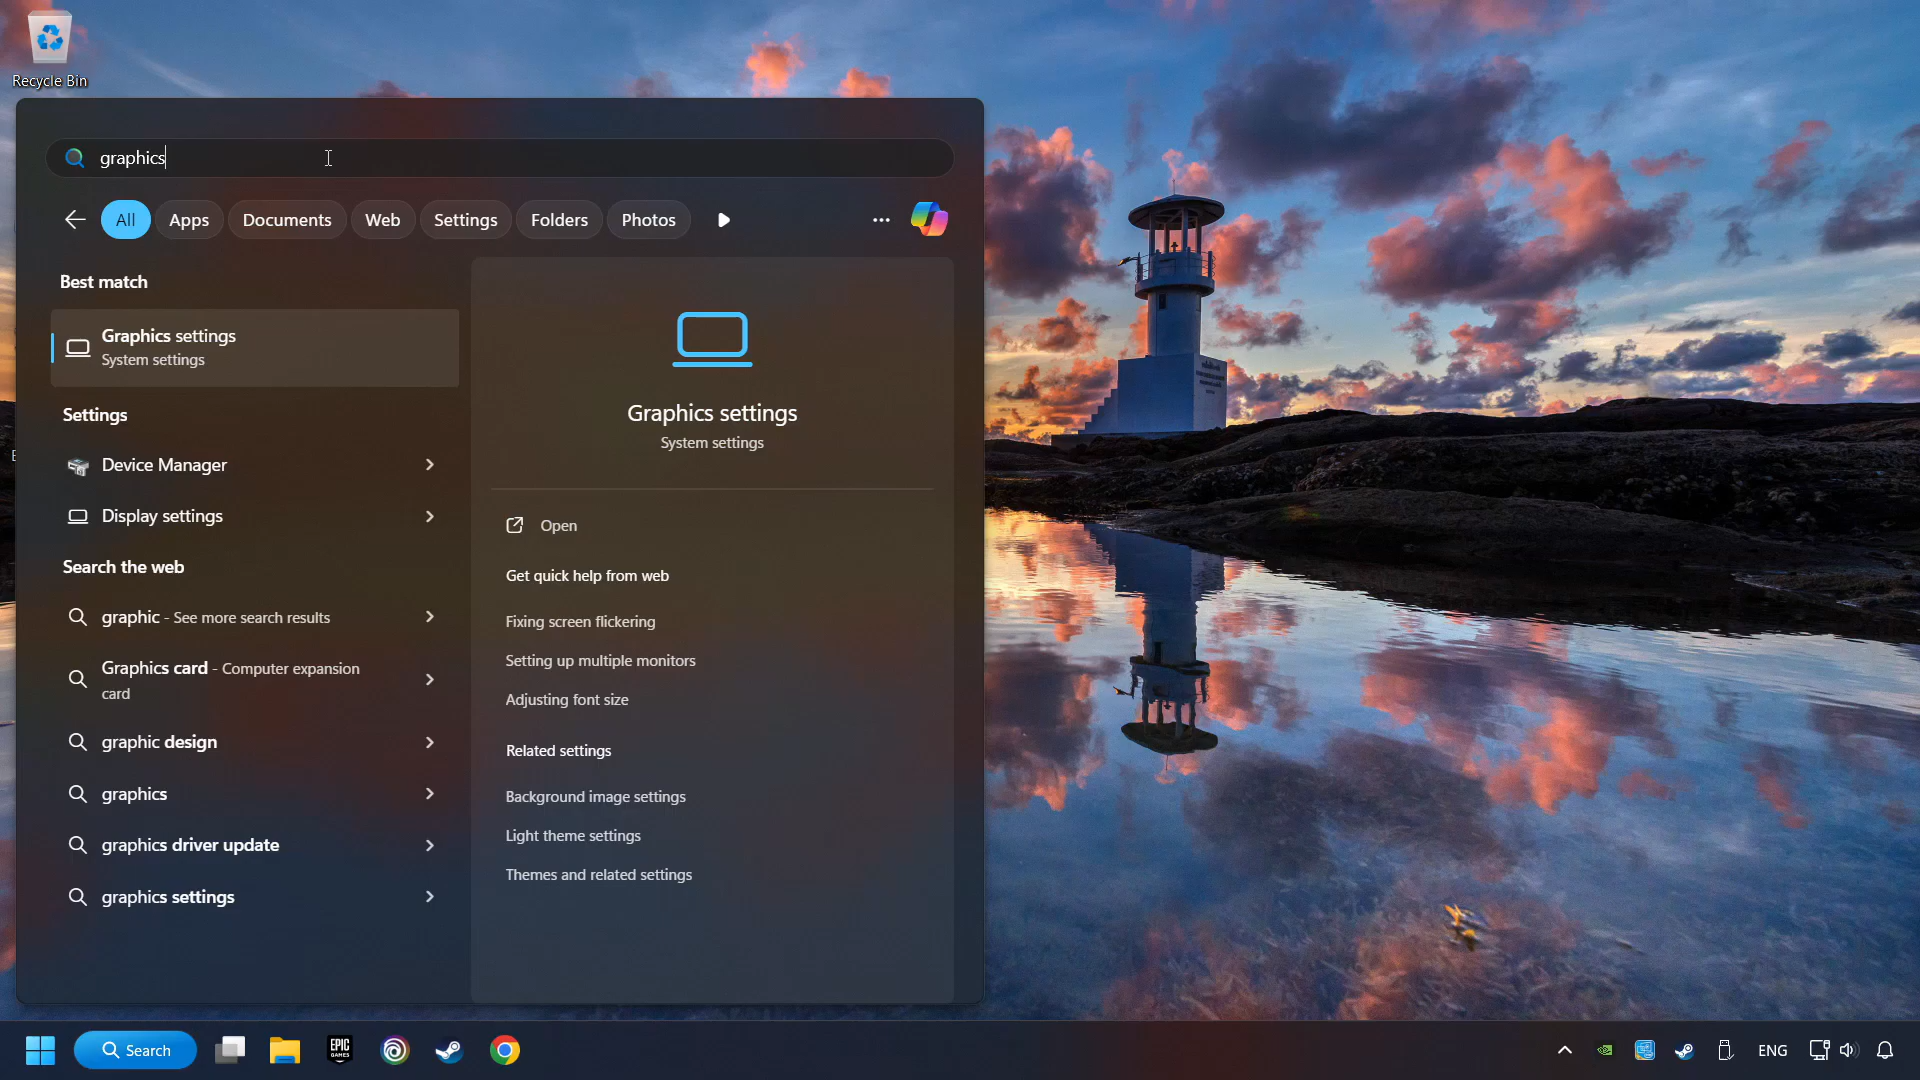 Recycle Bin
graphics
All
Apps
Documents
Web
Settings
Folders
Photos
Best match
Graphics settings
System settings
Settings
Device Manager
Display settings
Search the web
graphic - See more search results
Graphics card - Computer expansion
card
graphic design
graphics
graphics driver update
graphics settings
Graphics settings
System settings
Open
Get quick help from web
Fixing screen flickering
Setting up multiple monitors
Adjusting font size
Related settings
Background image settings
Light theme settings
Themes and related settings
Search
EPIC
GAMES
ENG